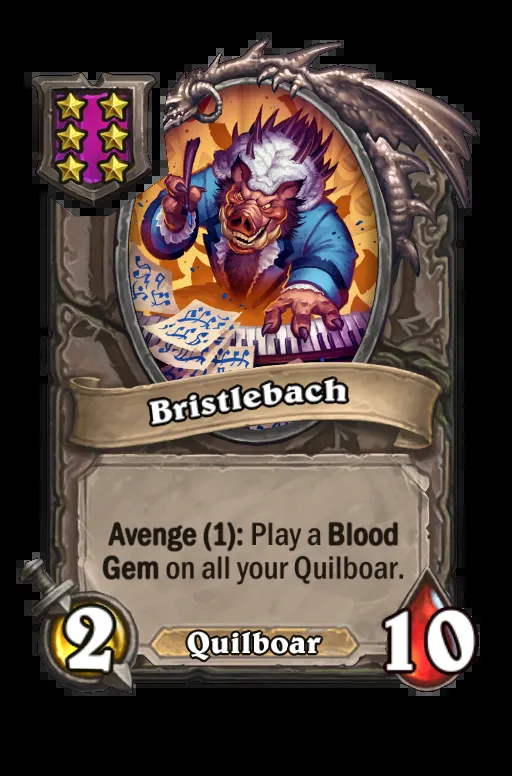 Bristlebach
Avenge (1): Play a Blood
Gem on all your Quilboar.
2
Quilboar
10